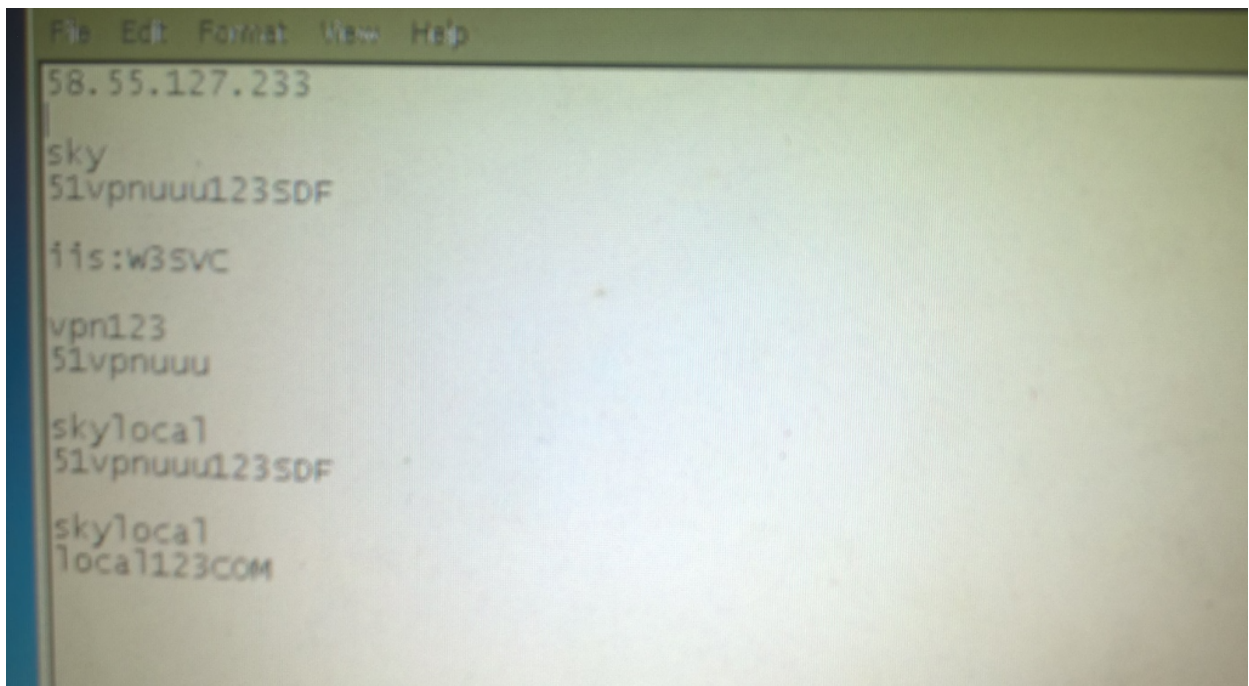 File Edit Format View Help
58.55.127.233
sky
51vpnuuu123SDF
iis:W3SVC
vpn123
51vpnuuu
skylocal
51vpnuuu123SDF
skylocal
local123COM